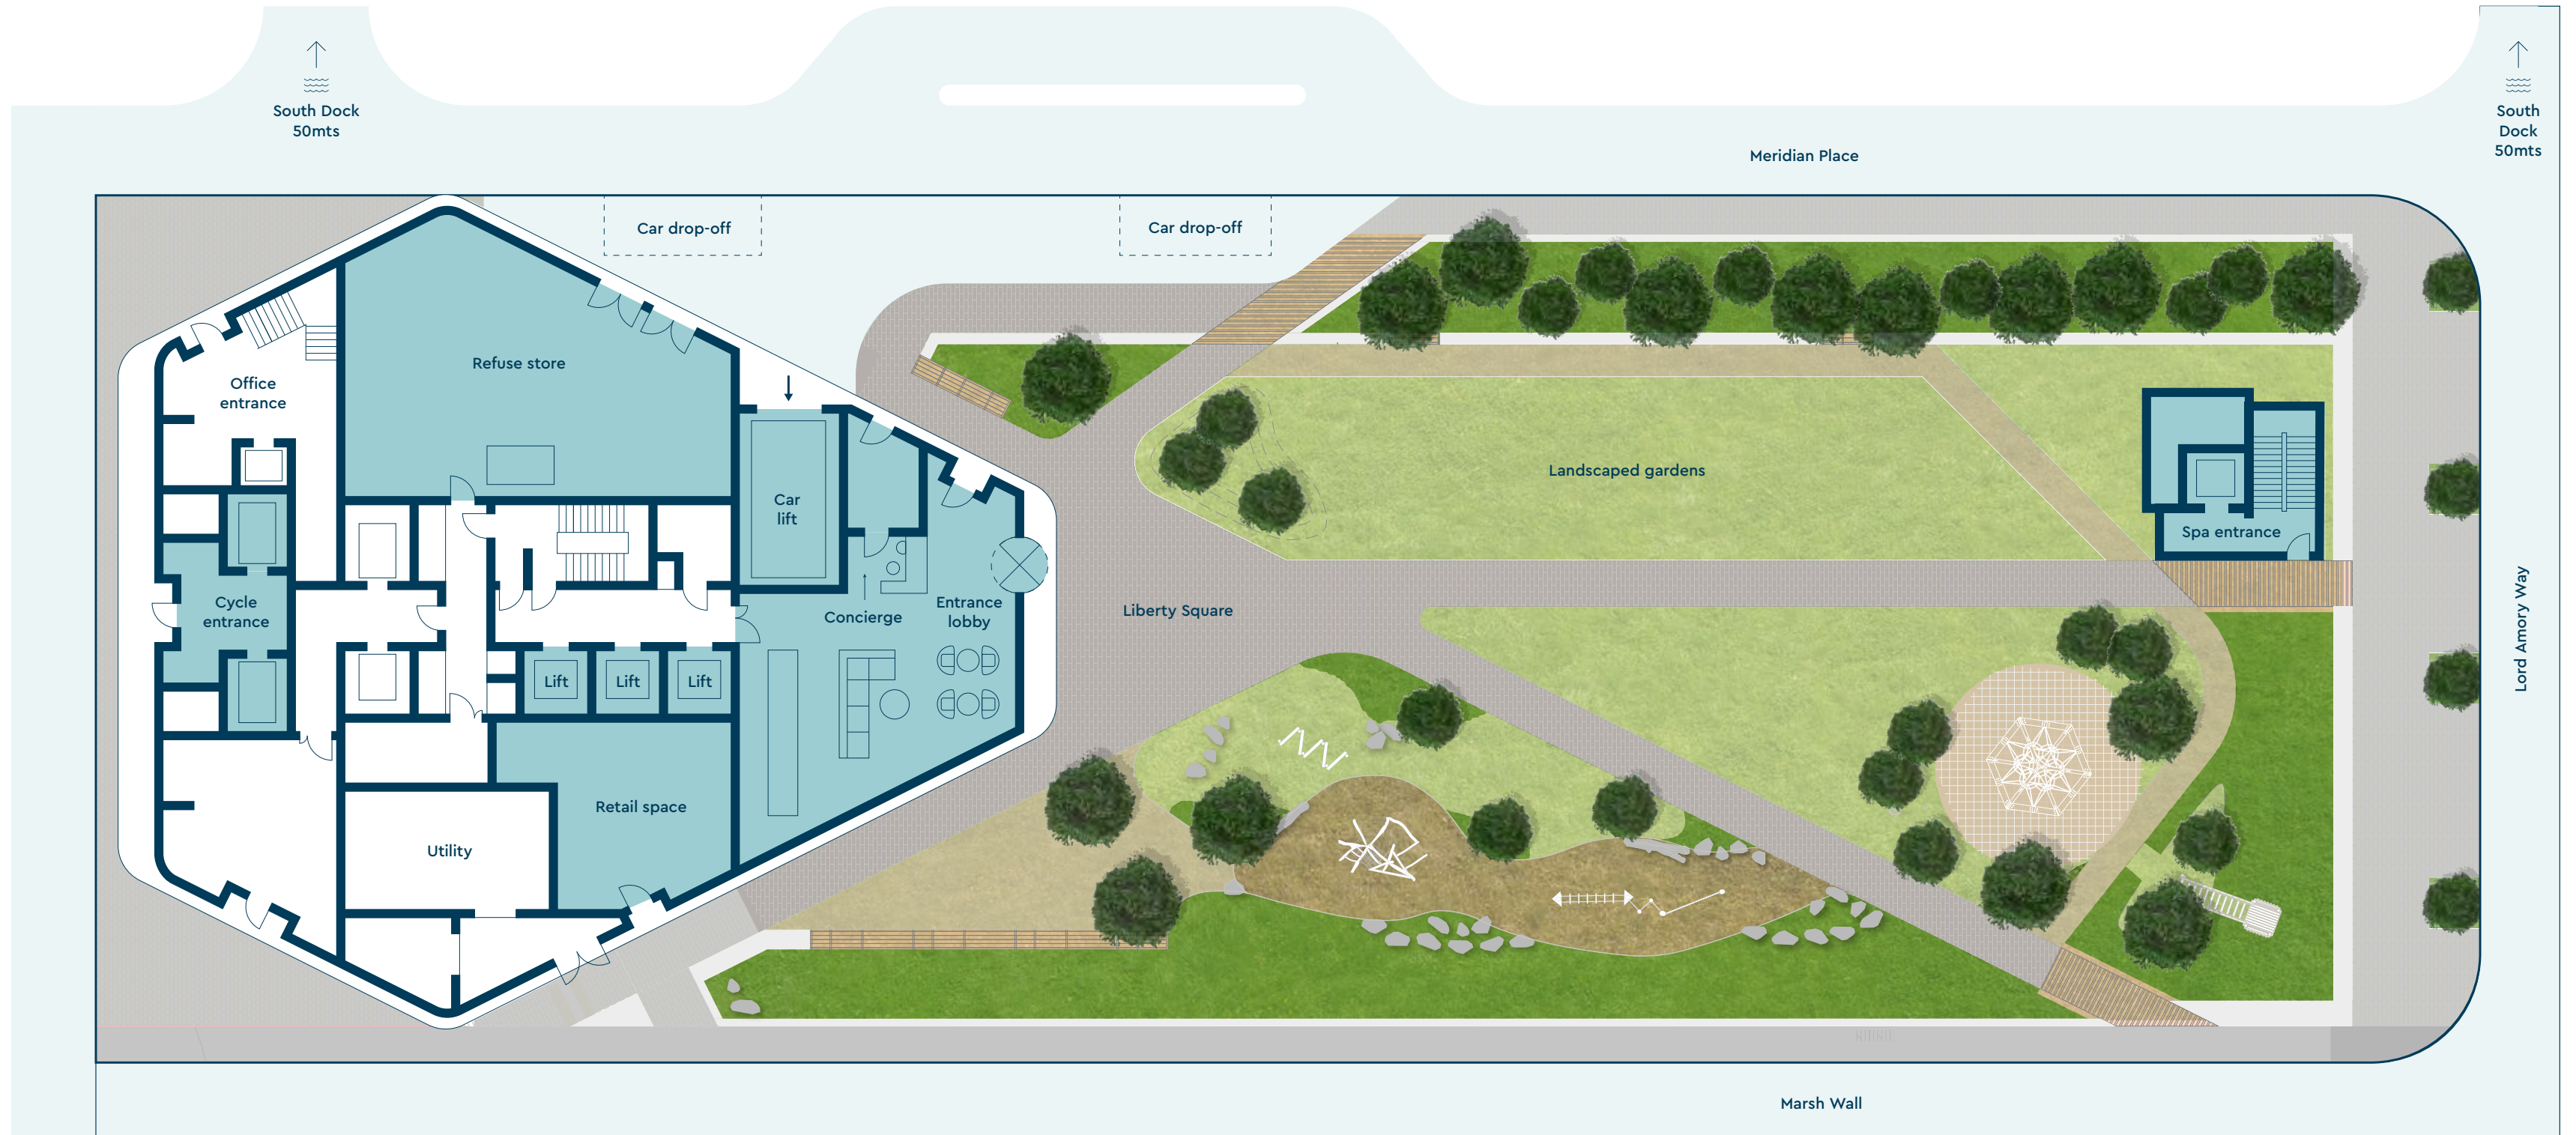 South Dock
50mts
South
Dock
50mts
Meridian Place
Car drop-off
Car drop-off
Refuse store
Office
entrance
Car
lift
Landscaped gardens
Spa entrance
Cycle
entrance
Concierge
Entrance
lobby
Liberty Square
Lord Amory Way
Lift
Lift
Lift
Retail space
Utility
Marsh Wall